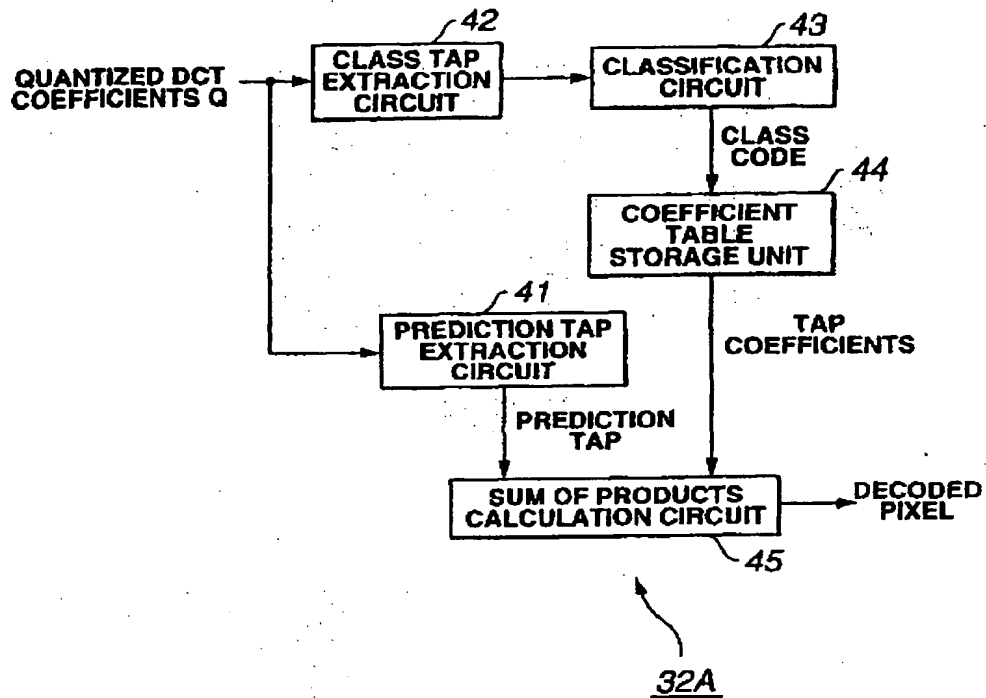 42
43
QUANTIZED DCT
COEFFICIENTS Q
CLASS TAP
EXTRACTION
CIRCUIT
CLASSIFICATION
CIRCUIT
CLASS
CODE
44
COEFFICIENT
TABLE
STORAGE UNIT
41
PREDICTION TAP
EXTRACTION
CIRCUIT
TAP
COEFFICIENTS
PREDICTION
TAP
SUM OF PRODUCTS
CALCULATION CIRCUIT
DECODED
PIXEL
45
32A